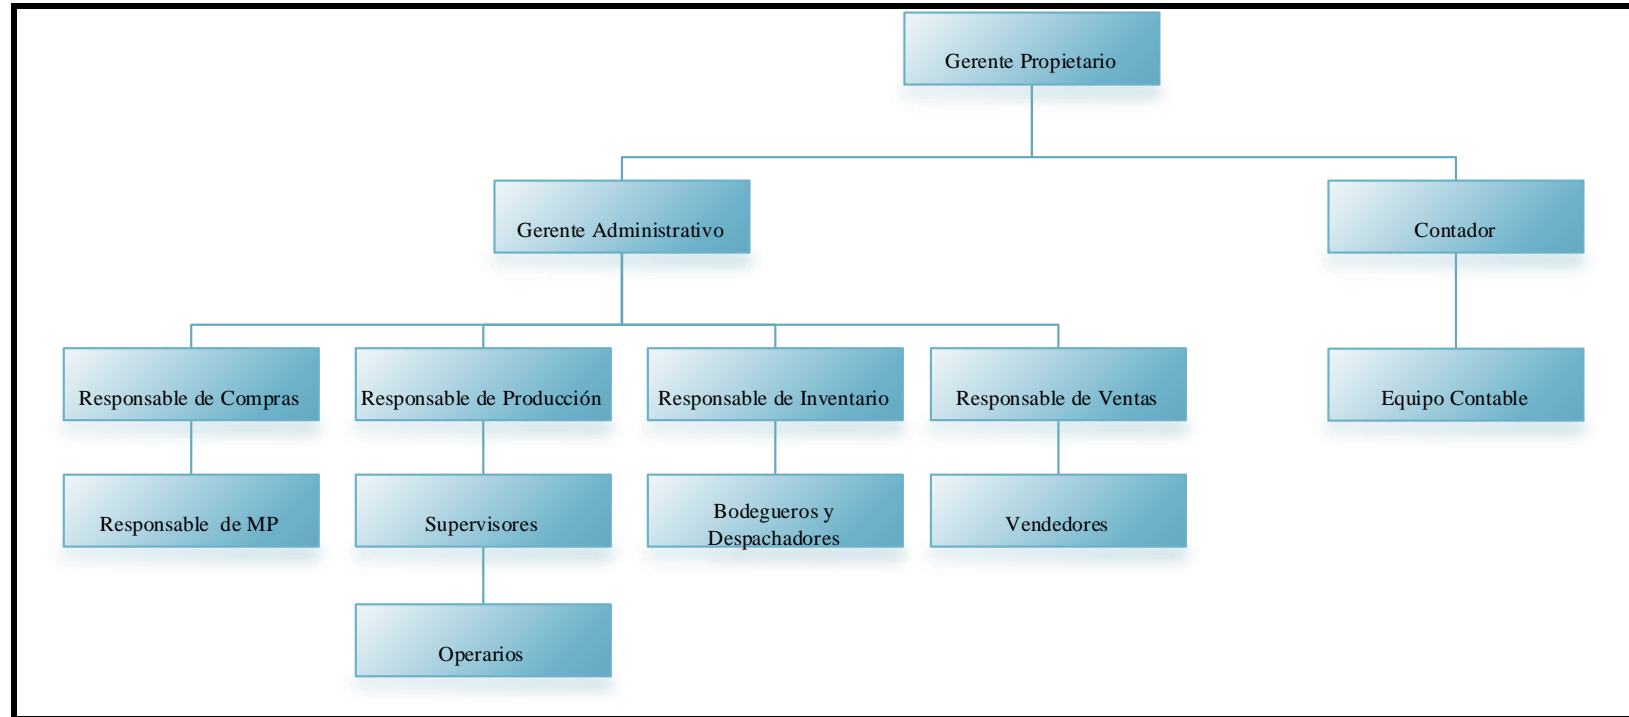 Gerente Propietario
Gerente Administrativo
Contador
Responsable de Compras
Responsable de Producción
Responsable de Inventario
Responsable de Ventas
Equipo Contable
Responsable  de MP
Supervisores
Bodegueros y
Despachadores
Vendedores
Operarios